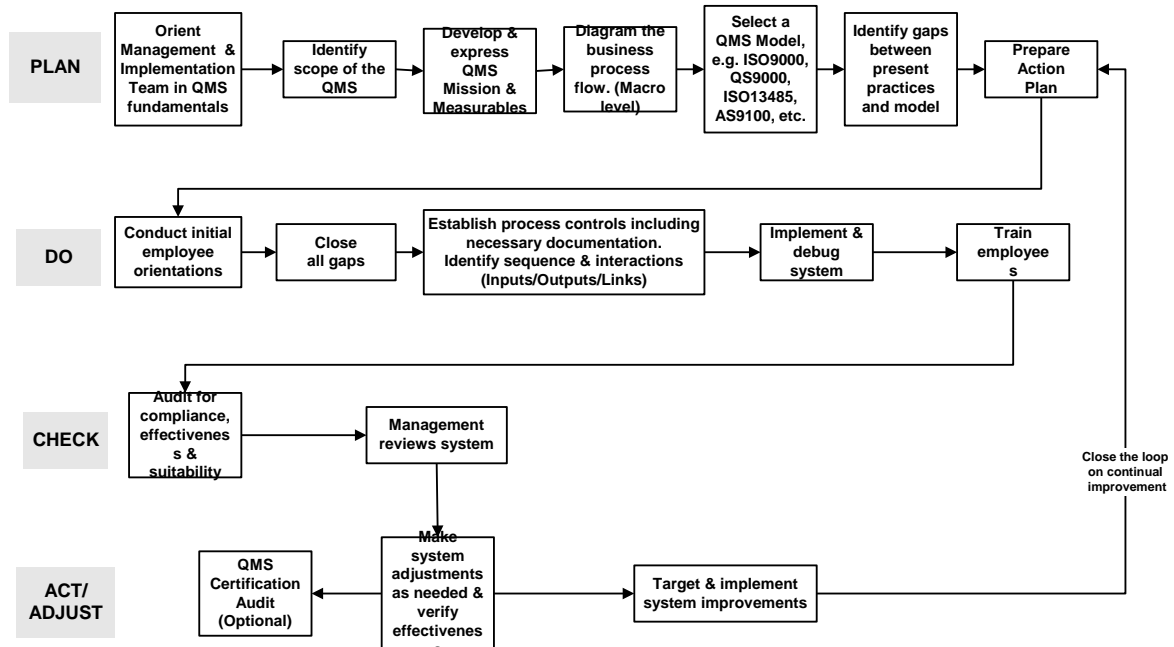 PLAN
Orient
Management &
Implementation
Team in QMS
fundamentals
Identify
scope of the
QMS
Develop &
express
QMS
Mission &
Measurables
Diagram the
business
process
flow. (Macro
level)
Select a
QMS Model,
e.g. ISO9000,
QS9000,
ISO13485,
AS9100, etc.
Identify gaps
between
present
practices
and model
Prepare
Action
Plan
DO
Conduct initial
employee
orientations
Close
all gaps
Establish process controls including
necessary documentation.
Identify sequence & interactions
(Inputs/Outputs/Links)
Implement &
debug
system
Train
employee
s
CHECK
Audit for
compliance,
effectivenes
s &
suitability
Management
reviews system
Close the loop
on continual
improvement
ACT/
ADJUST
QMS
Certification
Audit
(Optional)
Make
system
adjustments
as needed &
verify
effectivenes
Target & implement
system improvements